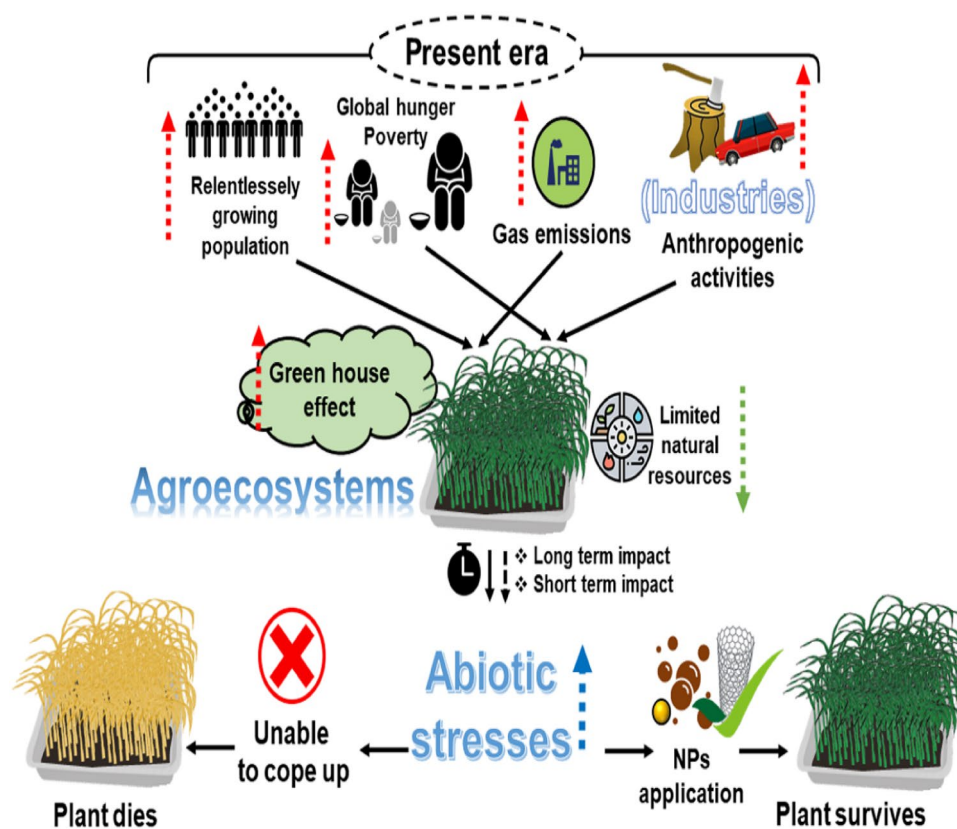 Present era
Global hunger
Poverty
Relentlessely
growing
population
Gas emissions
(Industries)
Anthropogenic
activities
Green house
effect
Limited
natural
resources
Agroecosystems
❖ Long term impact
❖ Short term impact
Abiotic
stresses
Unable
to cope up
Plant dies
NPs
application
Plant survives